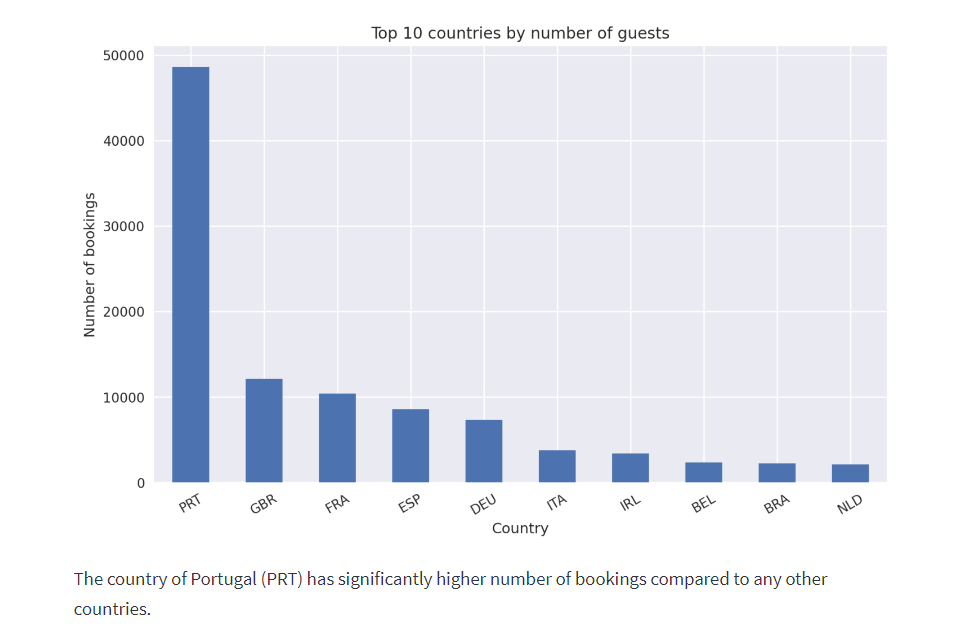 Top 10 countries by number of guests
50000
40000
30000
20000
10000
0
Number of bookings
PRT
GBR
FRA
ESP
DEU
ITA
IRL
BEL
BRA
NLD
Country
The country of Portugal (PRT) has significantly higher number of bookings compared to any other
countries.